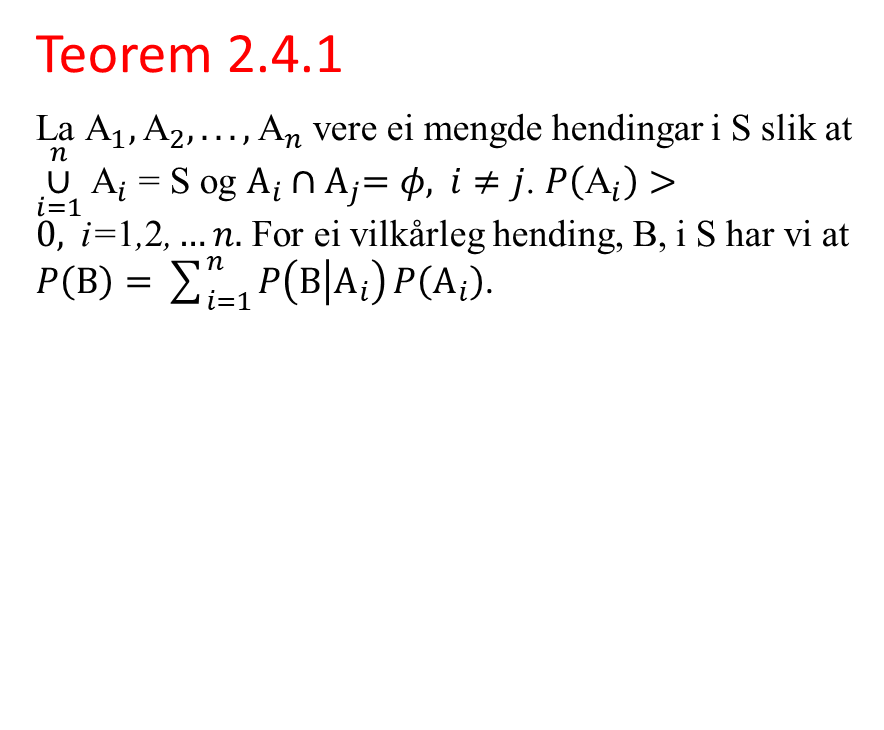 Teorem 2.4.1
La A₁, A₂, . . . , Aₙ vere ei mengde hendingar i S slik at
n
∪ Aᵢ = S og Aᵢ ∩ Aⱼ= ϕ, i ≠ j. P(Aᵢ) >
i=1
0, i=1,2, … n. For ei vilkårleg hending, B, i S har vi at
P(B) = ∑ⁿᵢ₌₁ P(B|Aᵢ) P(Aᵢ).